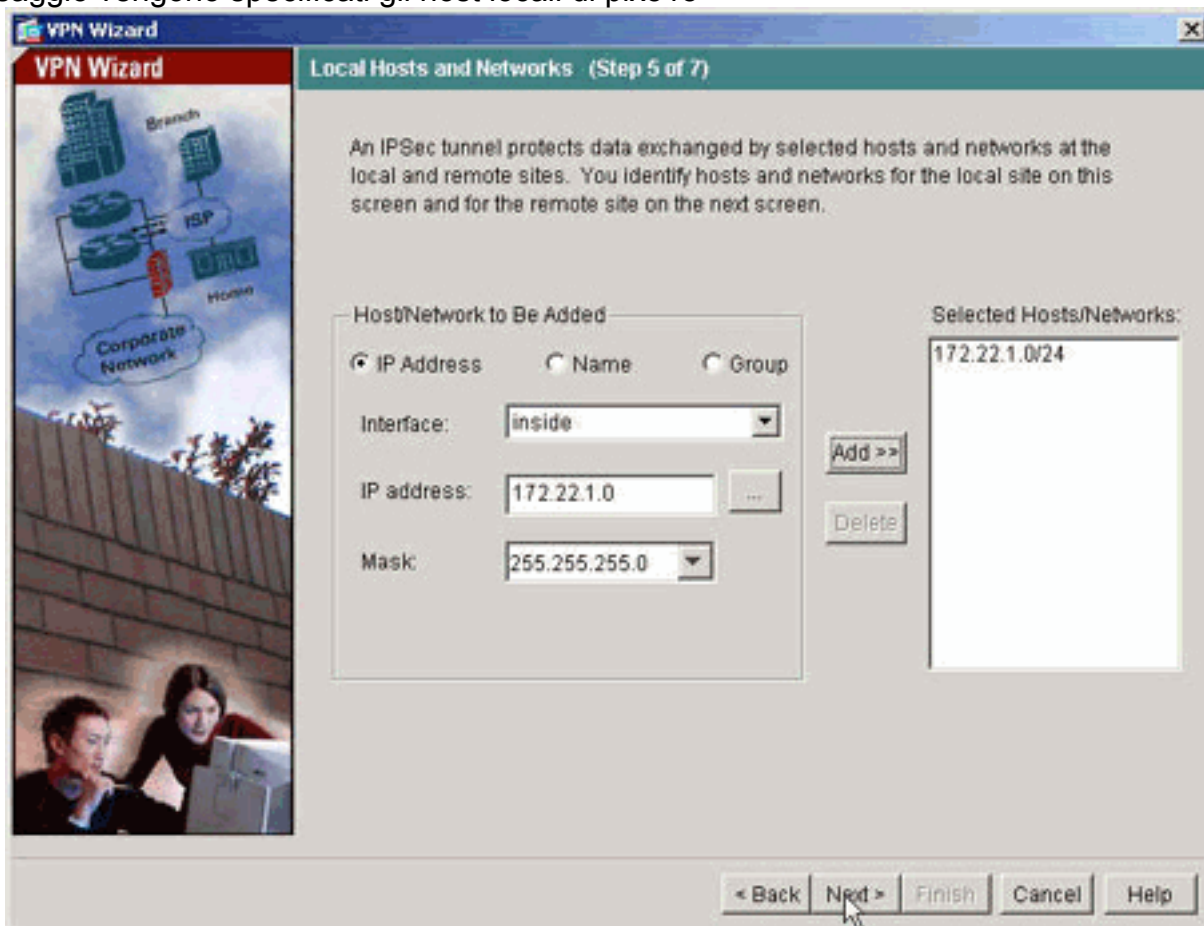 VPN Wizard
VPN Wizard
Local Hosts and Networks (Step 5 of 7)
Branch
ISP
Home
Corporate
Network
An IPSec tunnel protects data exchanged by selected hosts and networks at the
local and remote sites. You identify hosts and networks for the local site on this
screen and for the remote site on the next screen.
Host/Network to Be Added
IP Address Name Group
Interface: inside
IP address: 172.22.1.0 ...
Mask: 255.255.255.0
Add >>
Delete
Selected Hosts/Networks:
172.22.1.0/24
< Back Next > Finish Cancel Help